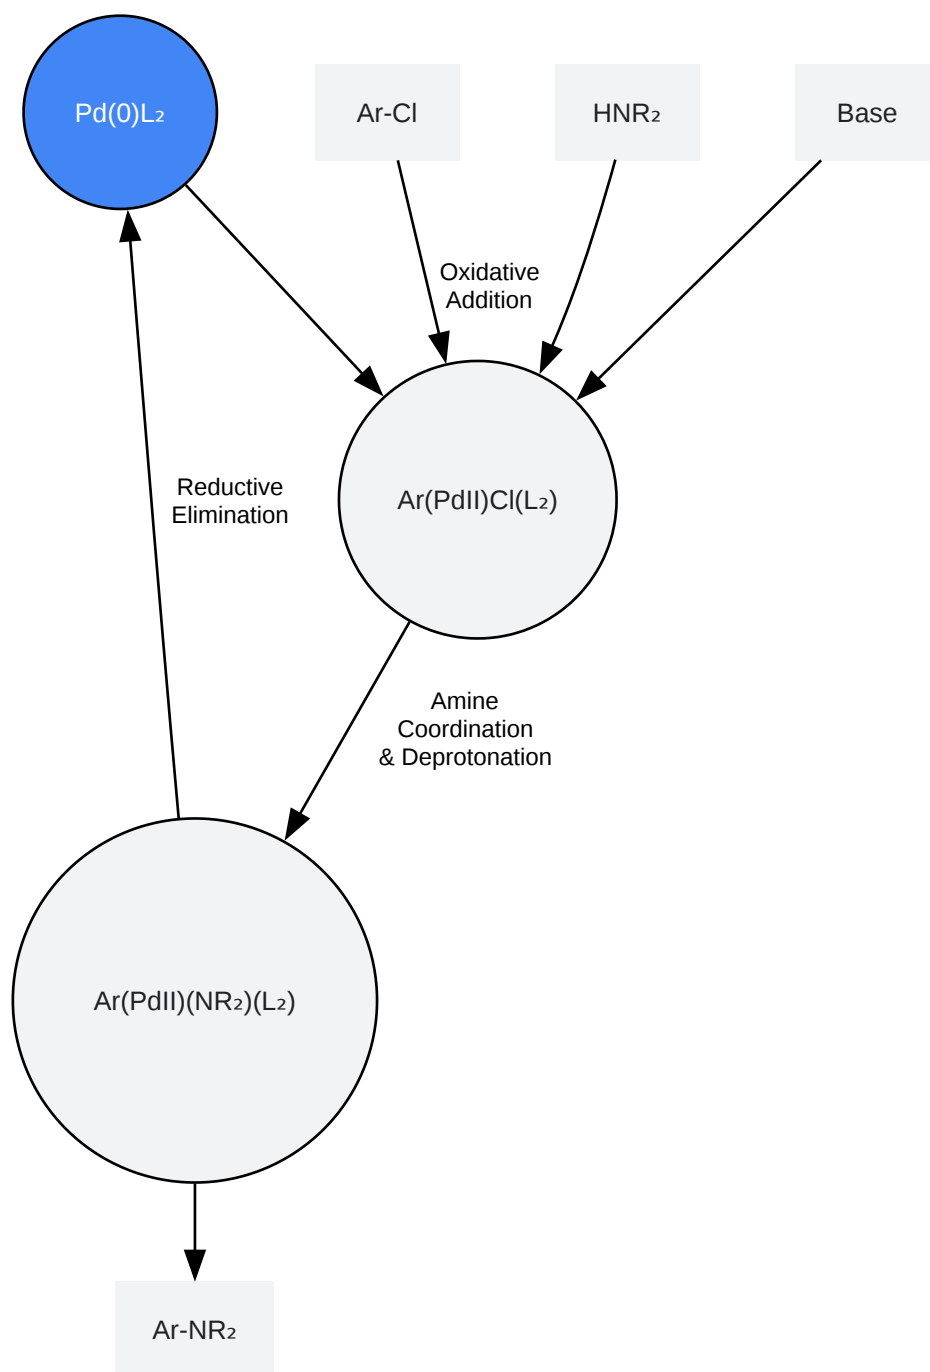 Pd(0)L₂
Ar-Cl
HNR₂
Base
Oxidative
Addition
Reductive
Elimination
Ar(PdII)Cl(L₂)
Amine
Coordination
& Deprotonation
Ar(PdII)(NR₂)(L₂)
Ar-NR₂